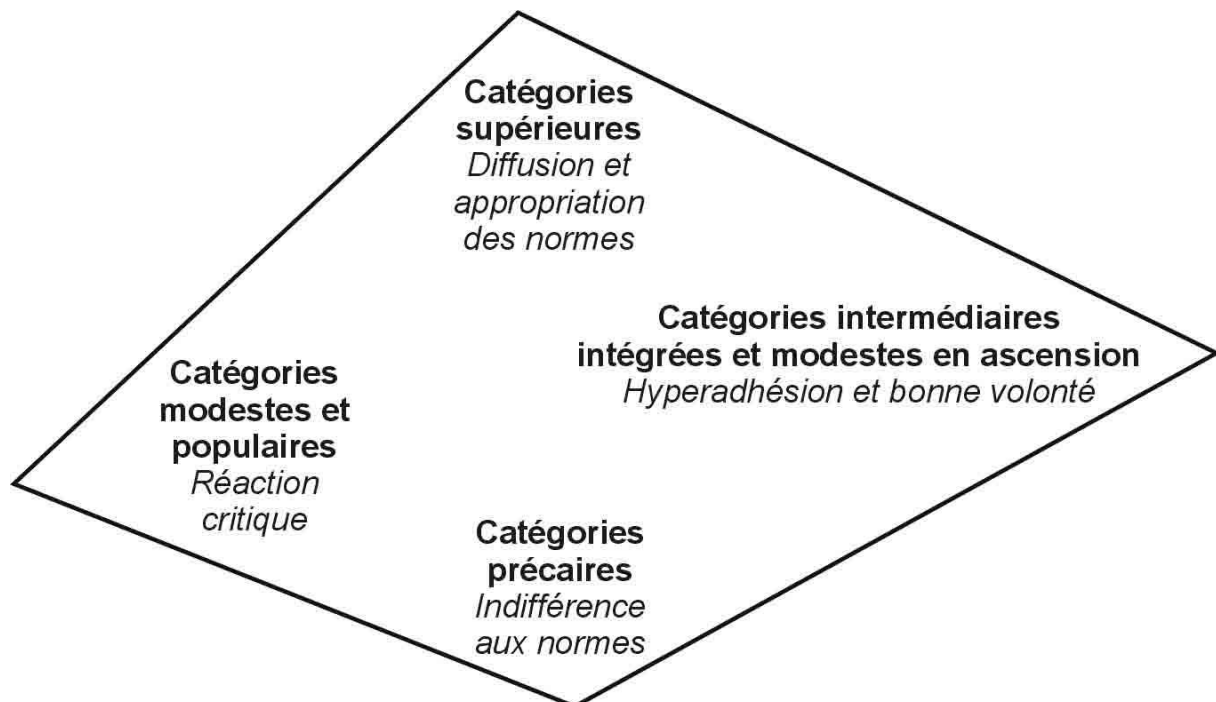 Catégories
supérieures
Diffusion et
appropriation
des normes
Catégories intermédiaires
intégrées et modestes en ascension
Hyperadhésion et bonne volonté
Catégories
modestes et
populaires
Réaction
critique
Catégories
précaires
Indifférence
aux normes